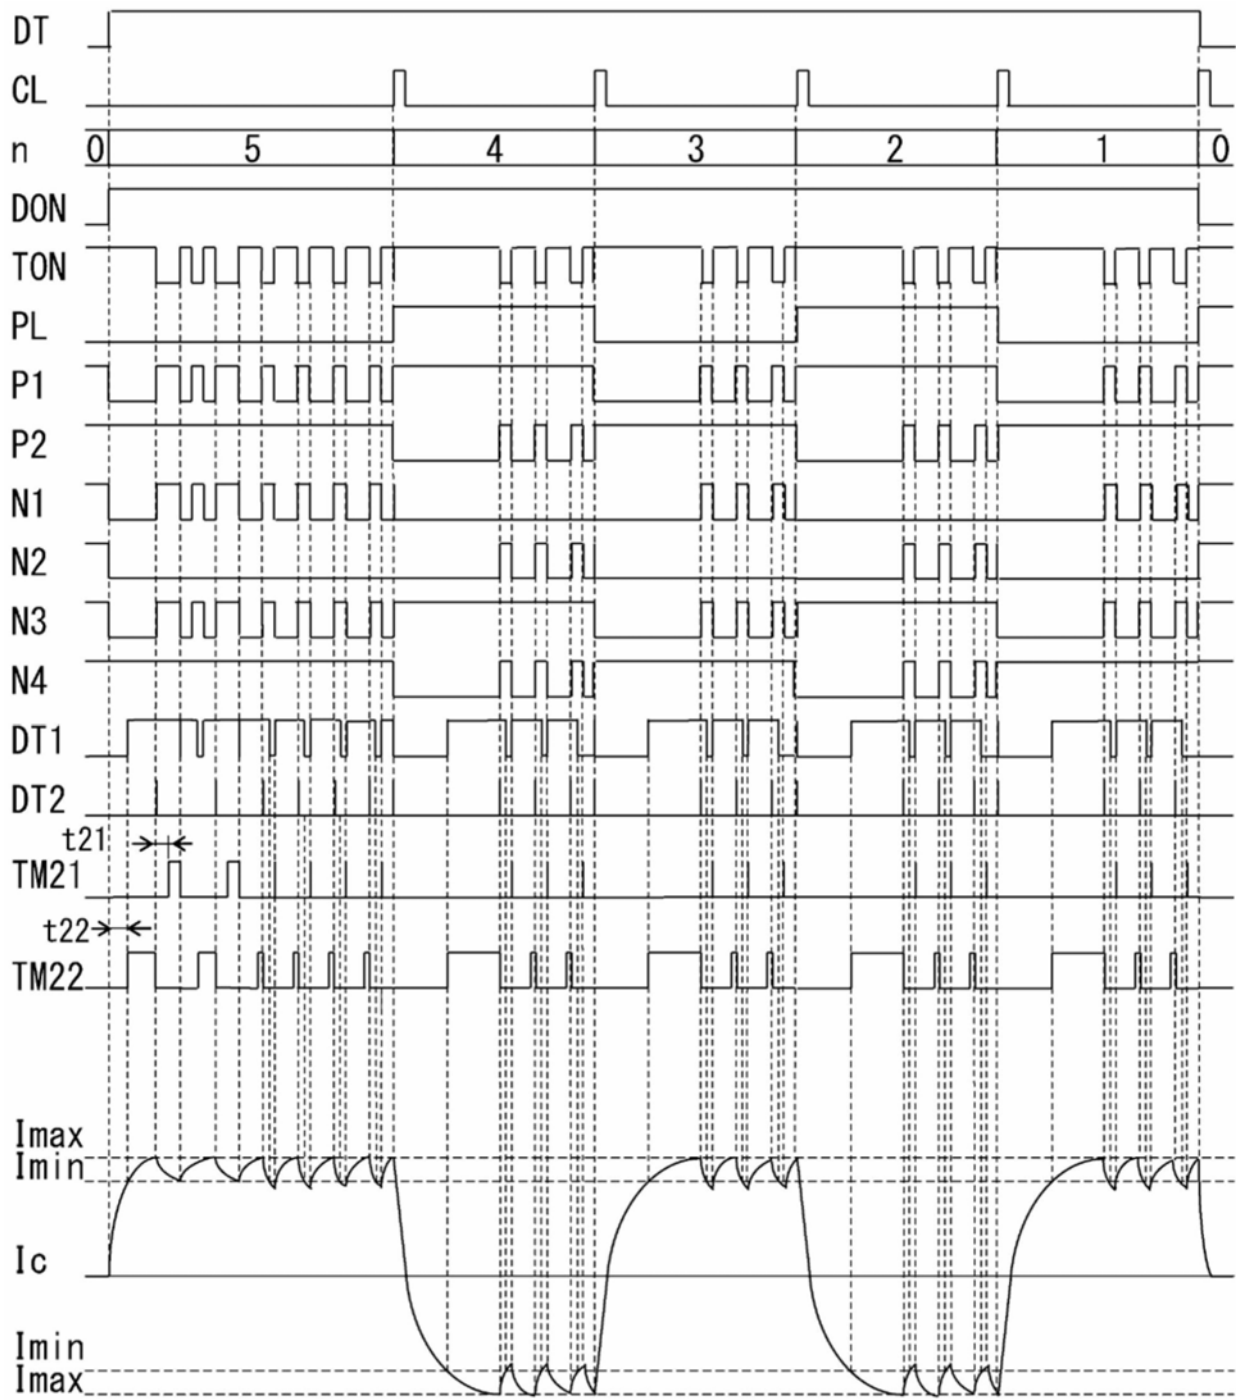 DT
CL
n 0 5 4 3 2 1 0
DON
TON
PL
P1
P2
N1
N2
N3
N4
DT1
DT2
t21
TM21
t22
TM22
Imax
Imin
Ic
Imin
Imax